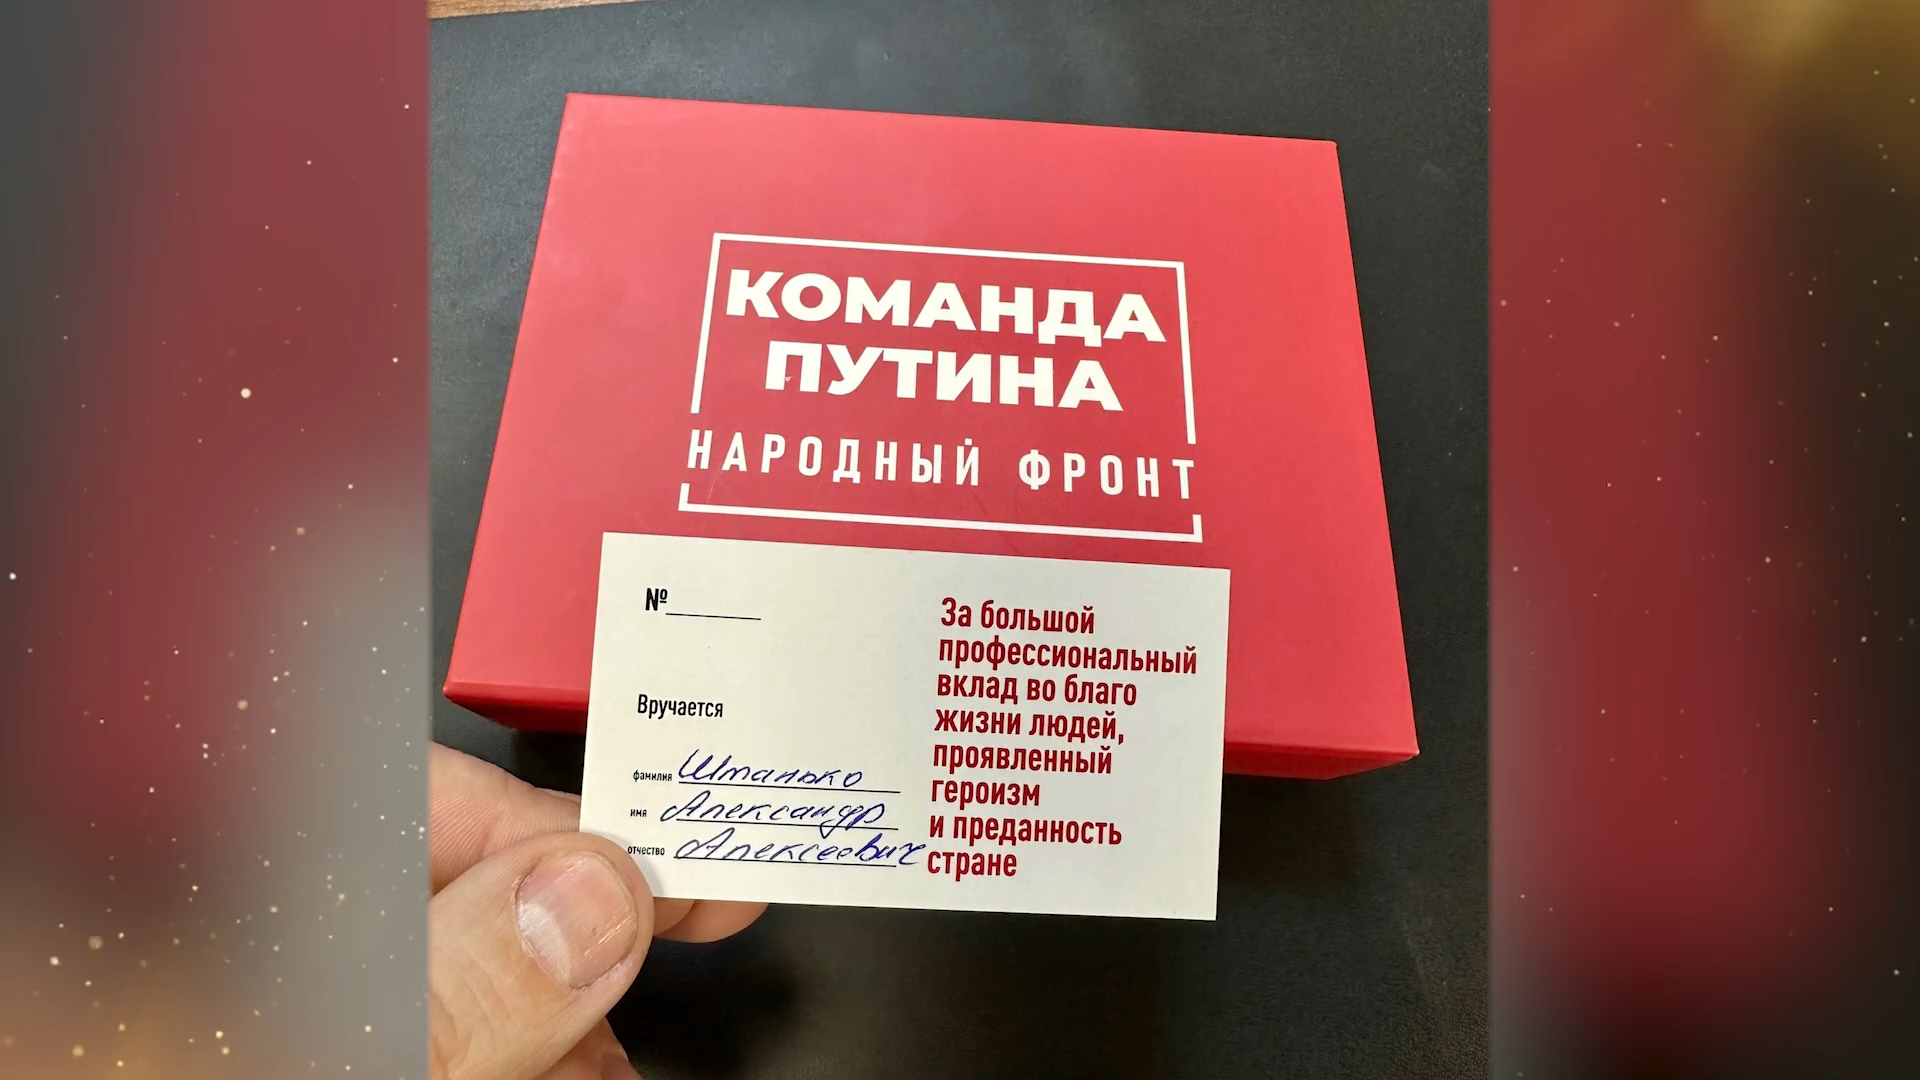 КОМАНДА
ПУТИНА
НАРОДНЫЙ ФРОНТ
№
Вручается
фамилия Штанько
имя Александр
отчество Алексеевич
За большой
профессиональный
вклад во благо
жизни людей,
проявленный
героизм
и преданность
стране